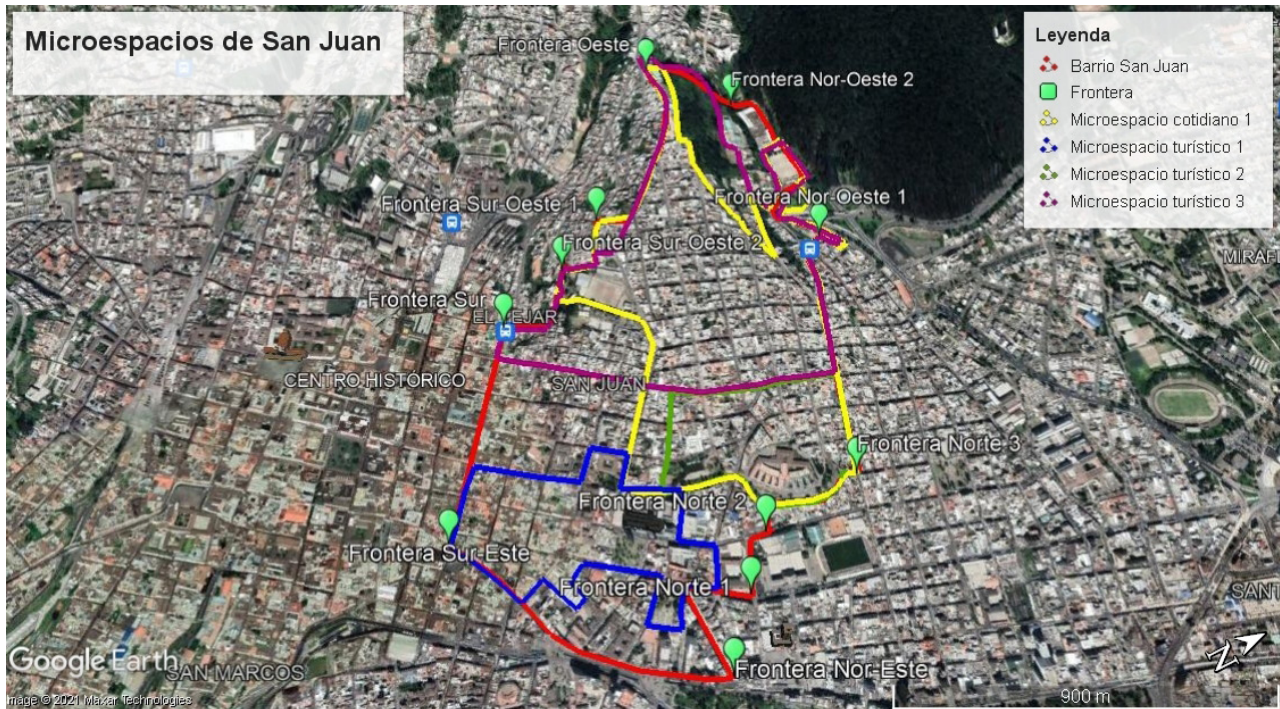 Microespacios de San Juan
Leyenda
Barrio San Juan
Frontera
Microespacio cotidiano 1
Microespacio turístico 1
Microespacio turístico 2
Microespacio turístico 3
Frontera Oeste
Frontera Nor-Oeste 2
Frontera Nor-Oeste 1
Frontera Sur-Oeste 1
Frontera Sur-Oeste 2
Frontera Sur
EL TEJAR
CENTRO HISTÓRICO
SAN JUAN
Frontera Norte 3
Frontera Norte 2
Frontera Sur-Este
Frontera Norte 1
Frontera Nor-Este
SAN MARCOS
Google Earth
Image © 2021 Maxar Technologies
N
900 m